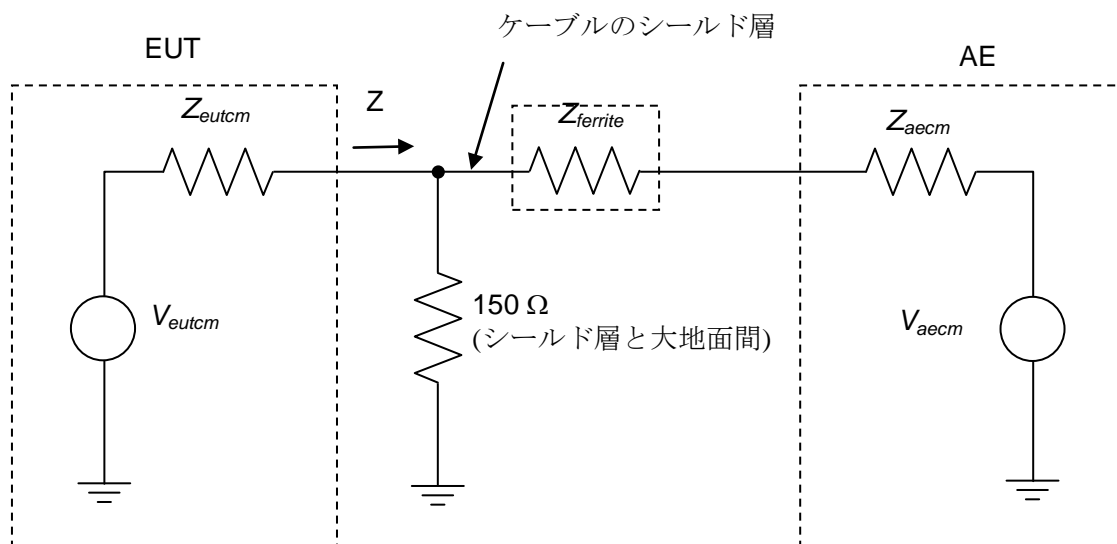 ケーブルのシールド層
EUT
AE
Zeutcm
Z
Zferrite
Zaecm
Veutcm
150 Ω
(シールド層と大地面間)
Vaecm